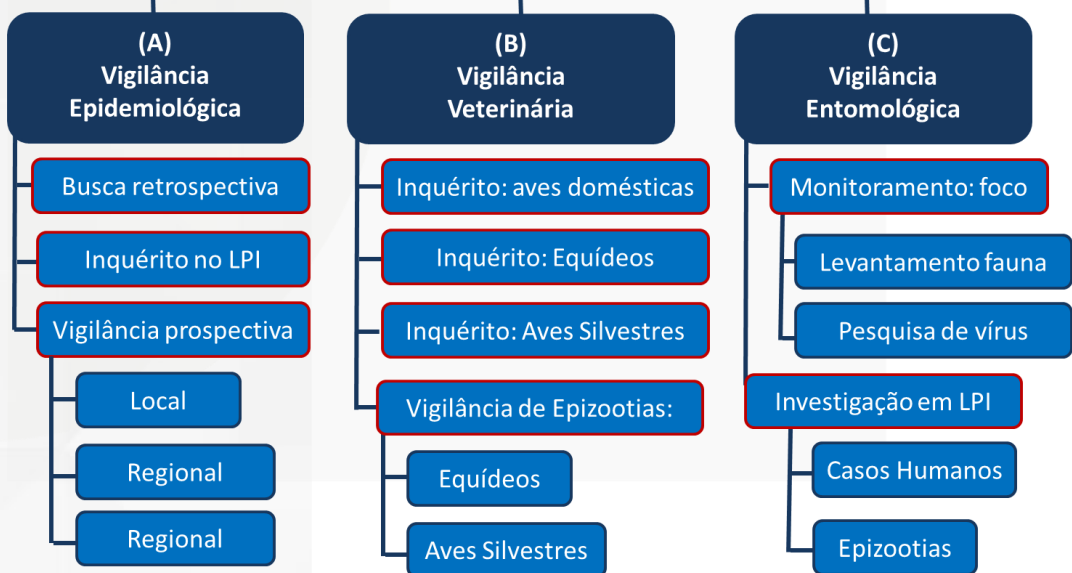 (A)
Vigilância
Epidemiológica
Busca retrospectiva
Inquérito no LPI
Vigilância prospectiva
Local
Regional
Regional
(B)
Vigilância
Veterinária
Inquérito: aves domésticas
Inquérito: Equídeos
Inquérito: Aves Silvestres
Vigilância de Epizootias:
Equídeos
Aves Silvestres
(C)
Vigilância
Entomológica
Monitoramento: foco
Levantamento fauna
Pesquisa de vírus
Investigação em LPI
Casos Humanos
Epizootias